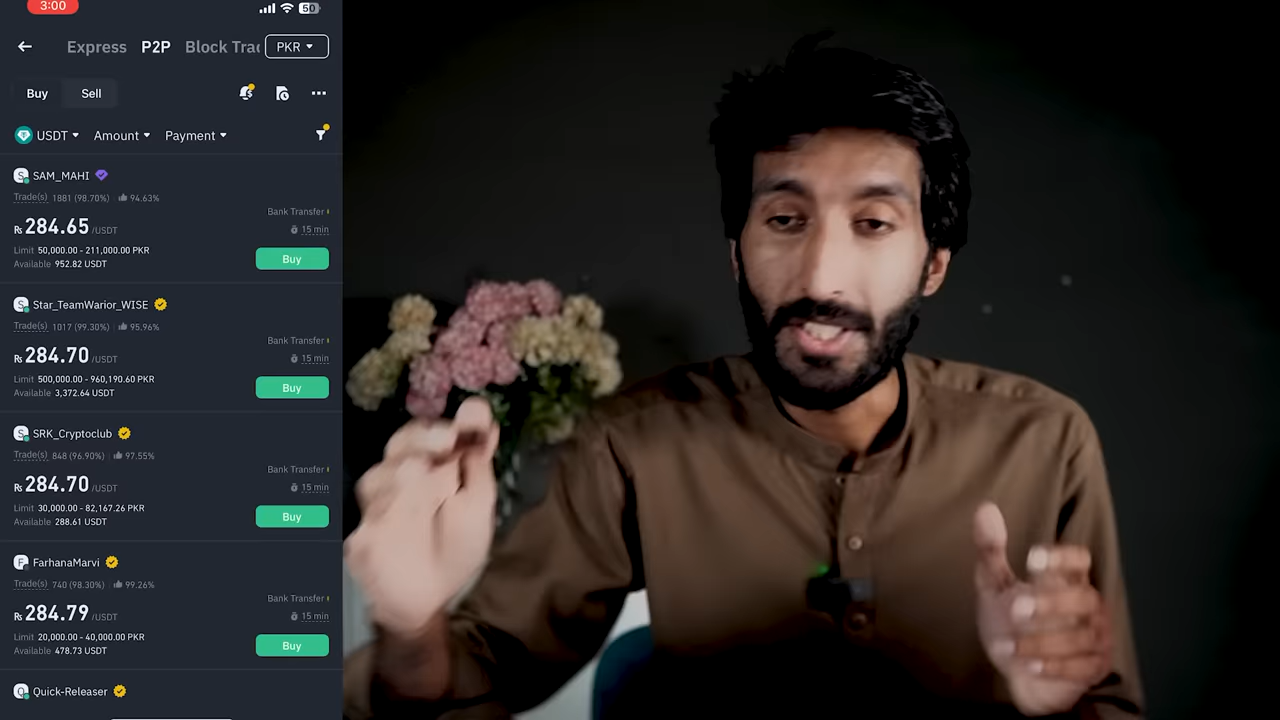 3:00
50
Express P2P Block Trad PKR
Buy Sell
USDT Amount Payment
S SAM_MAHI
Trade(s) 1881 (98.70%) 94.63%
Bank Transfer
₨ 284.65 /USDT
15 min
Limit 50,000.00 - 211,000.00 PKR
Available 952.82 USDT
Buy
S Star_TeamWarior_WISE
Trade(s) 1017 (99.30%) 95.96%
Bank Transfer
₨ 284.70 /USDT
15 min
Limit 500,000.00 - 960,190.60 PKR
Available 3,372.64 USDT
Buy
S SRK_Cryptoclub
Trade(s) 848 (96.90%) 97.55%
Bank Transfer
₨ 284.70 /USDT
15 min
Limit 30,000.00 - 82,167.26 PKR
Available 288.61 USDT
Buy
F FarhanaMarvi
Trade(s) 740 (98.30%) 99.26%
Bank Transfer
₨ 284.79 /USDT
15 min
Limit 20,000.00 - 40,000.00 PKR
Available 478.73 USDT
Buy
Q Quick-Releaser